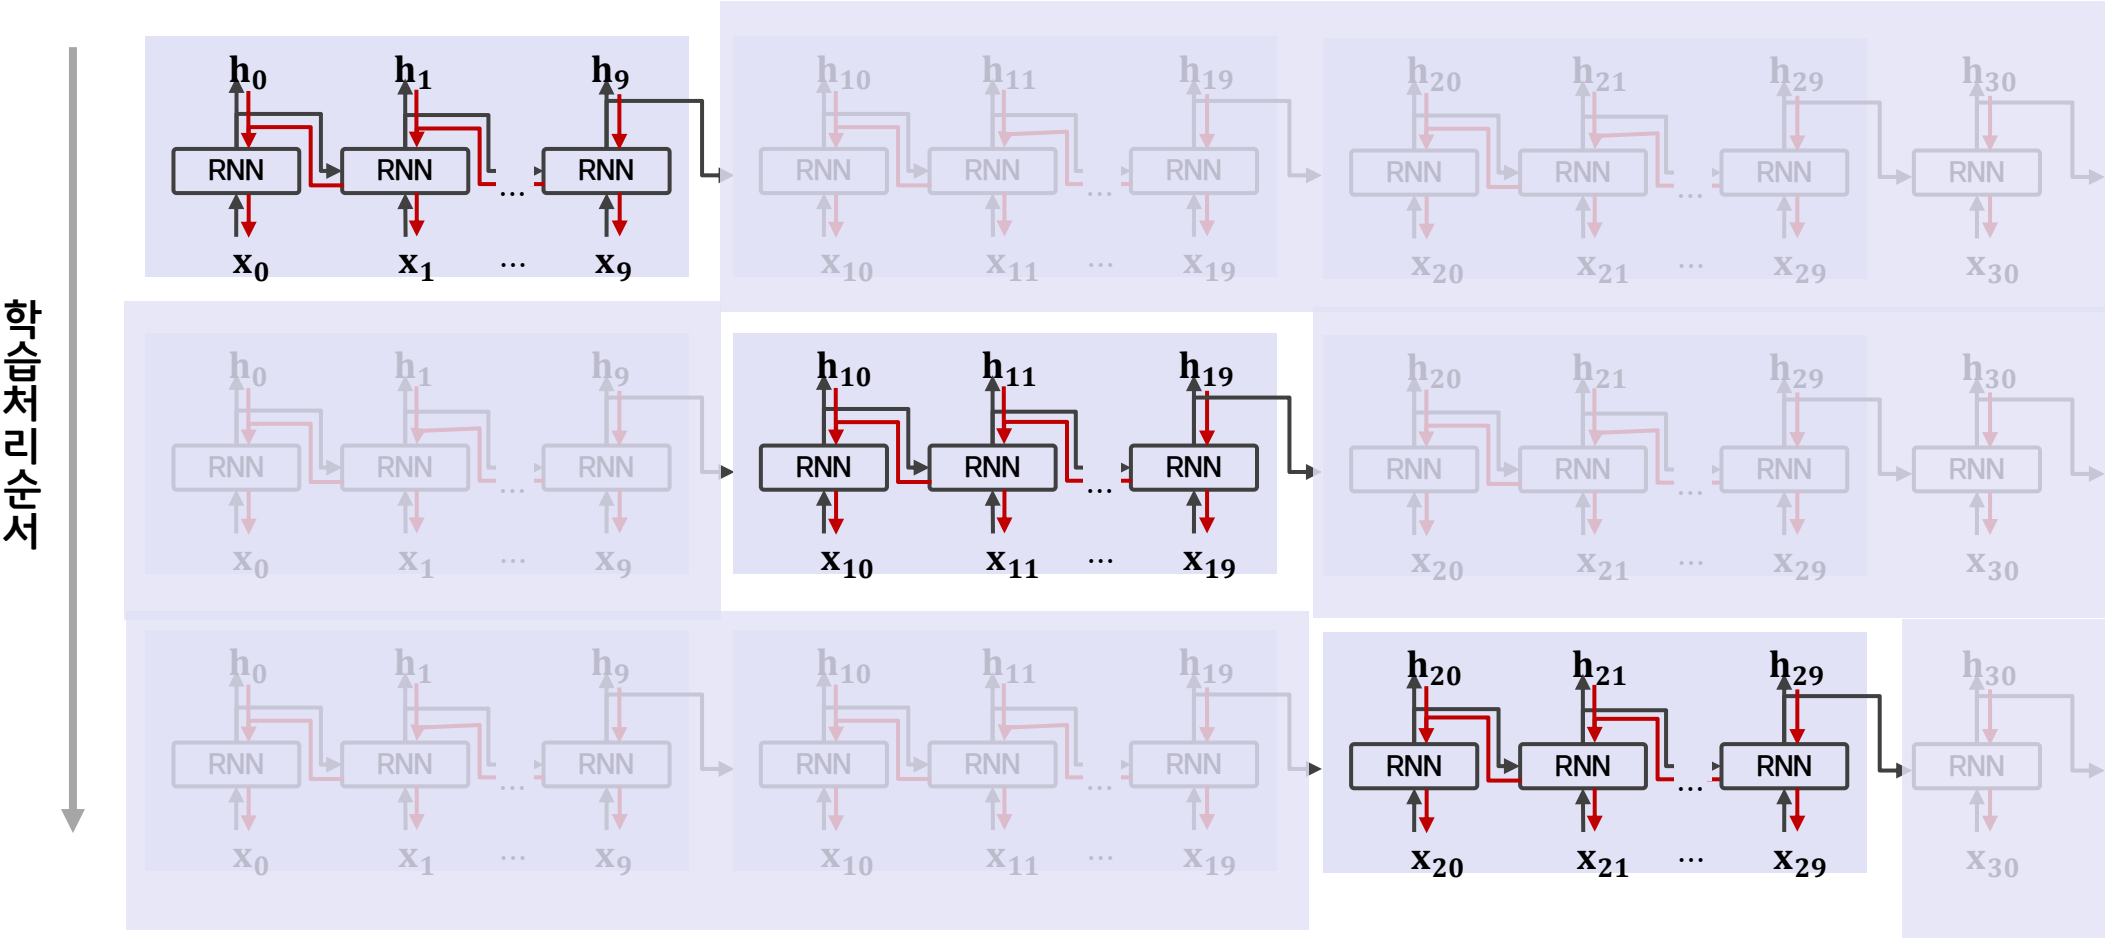 학습 처리 순서
h0 h1 h9 h10 h11 h19 h20 h21 h29 h30
RNN RNN RNN RNN RNN RNN RNN RNN RNN RNN
... ... ...
x0 x1 ... x9 x10 x11 ... x19 x20 x21 ... x29 x30
h0 h1 h9 h10 h11 h19 h20 h21 h29 h30
RNN RNN RNN RNN RNN RNN RNN RNN RNN RNN
... ... ...
x0 x1 ... x9 x10 x11 ... x19 x20 x21 ... x29 x30
h0 h1 h9 h10 h11 h19 h20 h21 h29 h30
RNN RNN RNN RNN RNN RNN RNN RNN RNN RNN
... ... ...
x0 x1 ... x9 x10 x11 ... x19 x20 x21 ... x29 x30